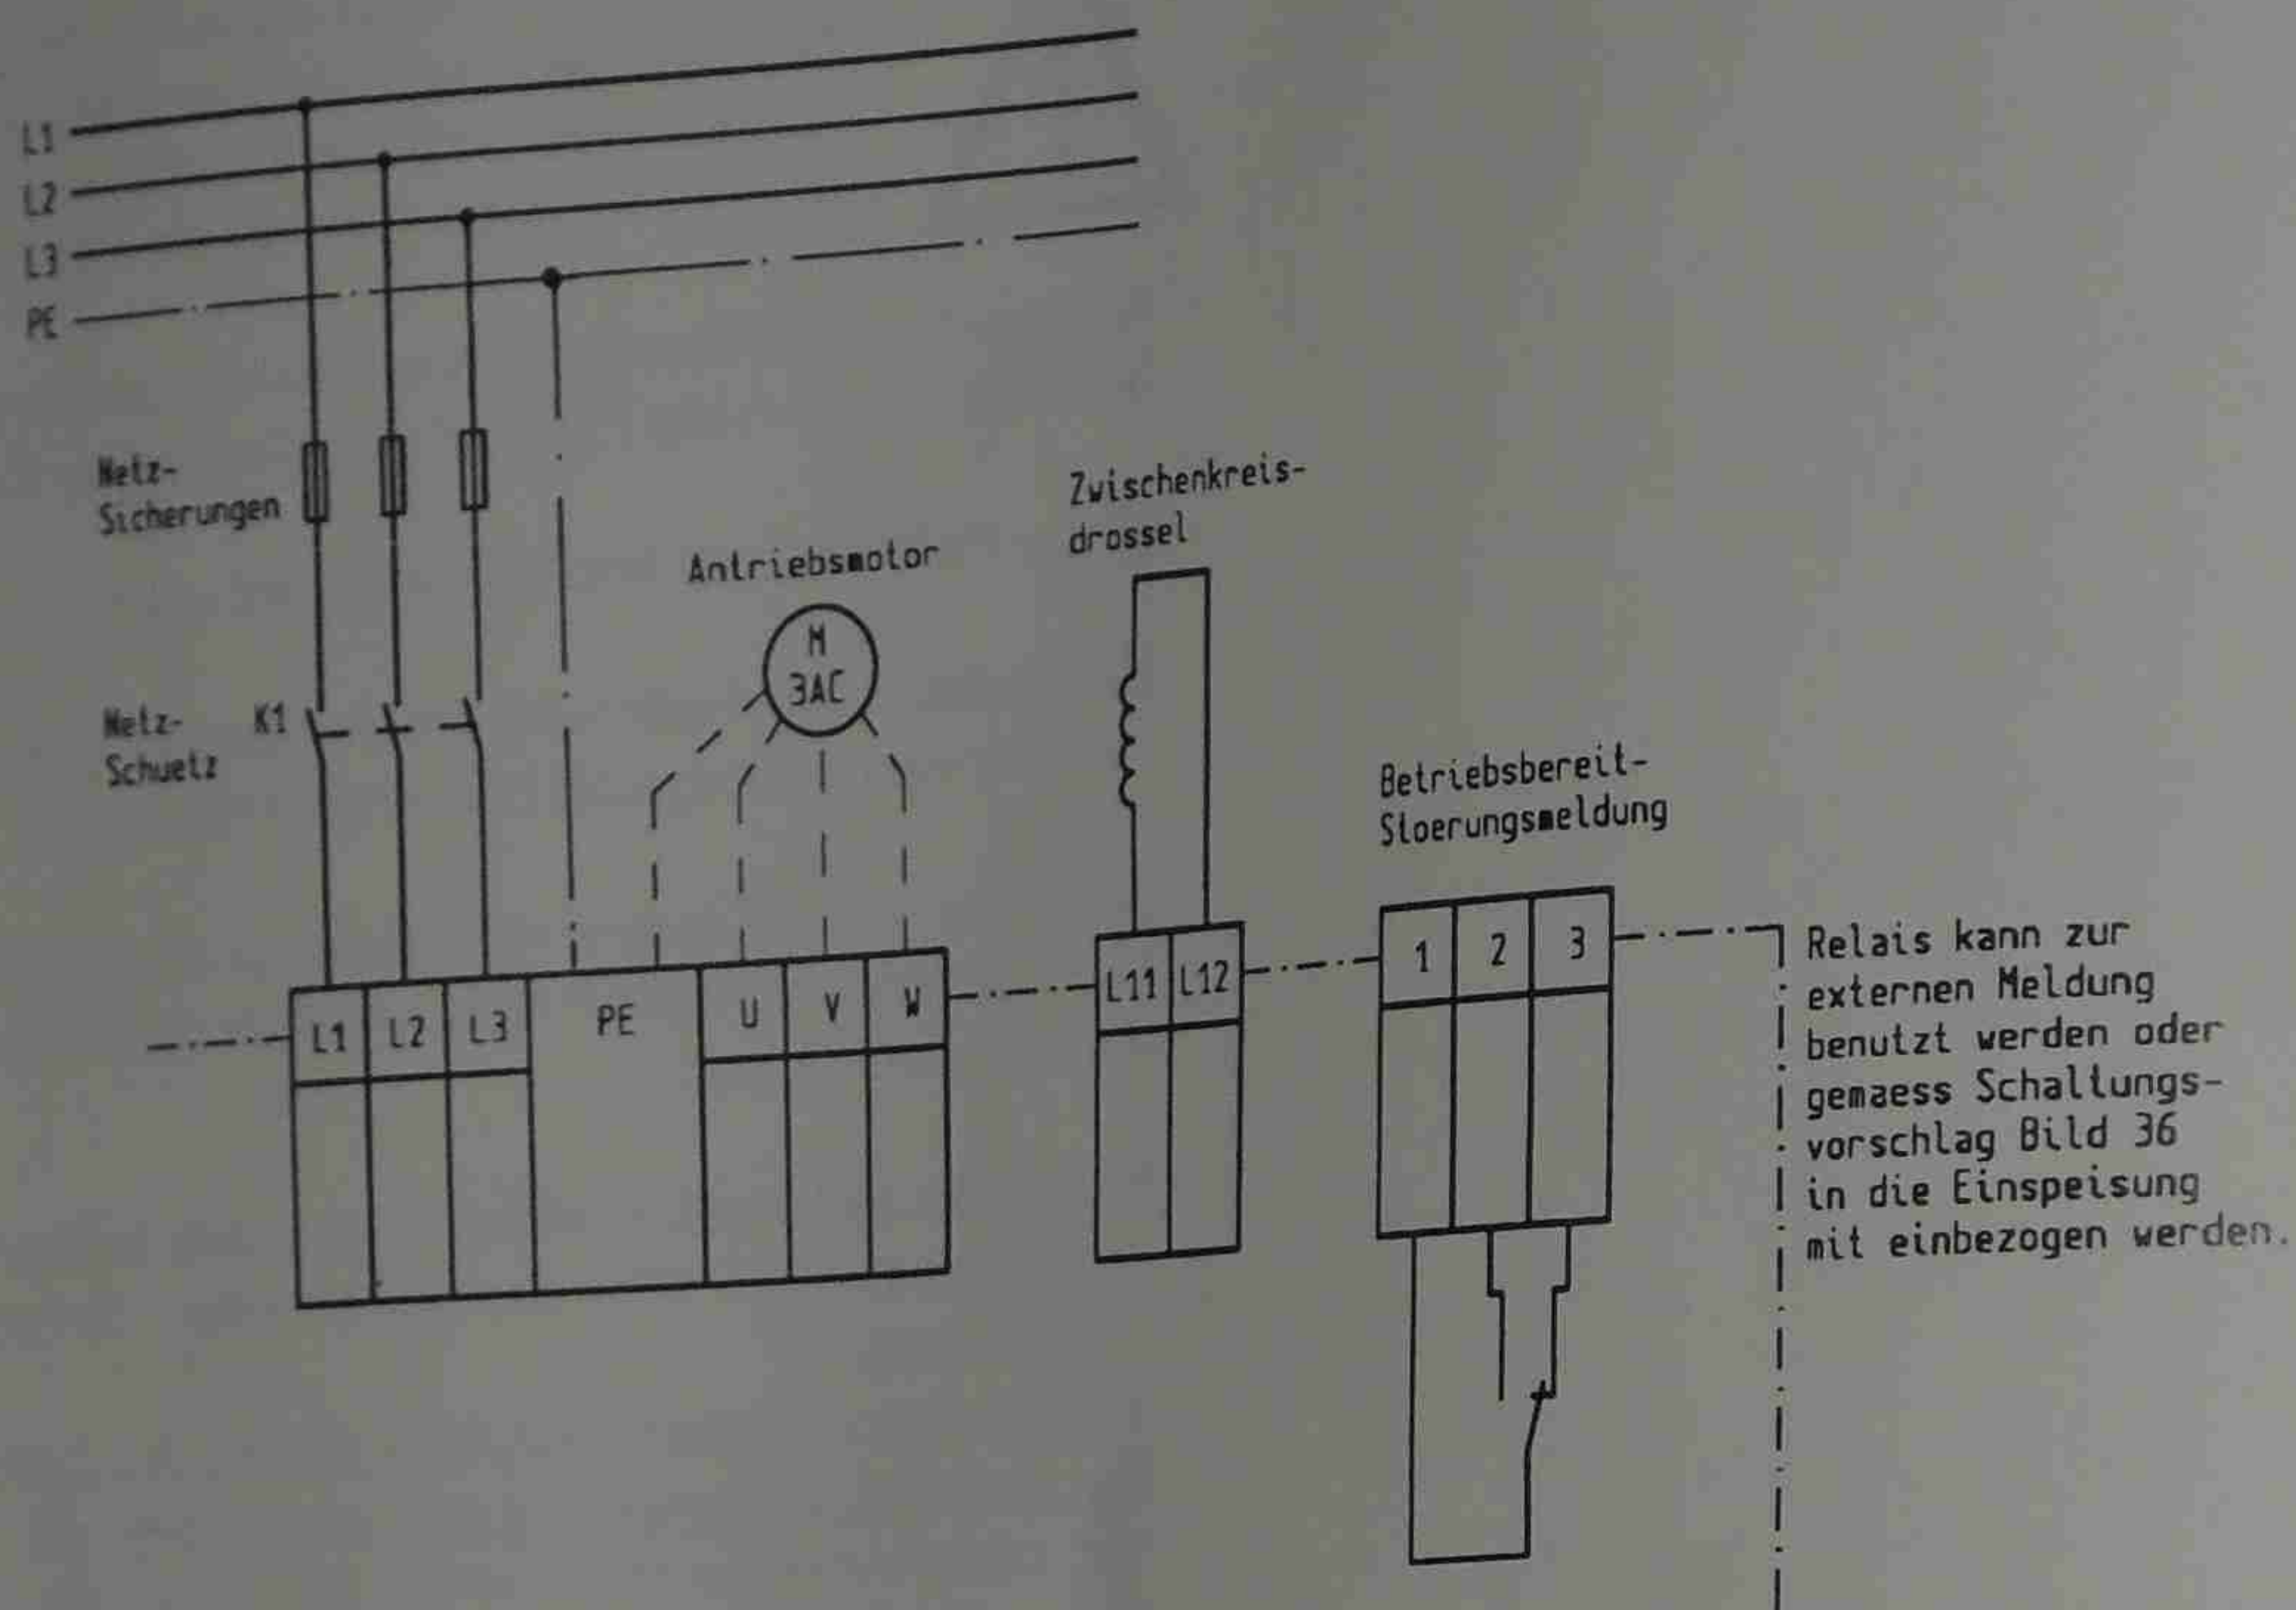 L1
L2
L3
PE
Netz-
Sicherungen
Antriebsmotor
M
3AC
Zwischenkreis-
drossel
Netz-
Schuetz
K1
Betriebsbereit-
Stoerungsmeldung
L1 L2 L3 PE U V W
L11 L12
1 2 3
Relais kann zur
externen Meldung
benutzt werden oder
gemaess Schaltungs-
vorschlag Bild 36
in die Einspeisung
mit einbezogen werden.